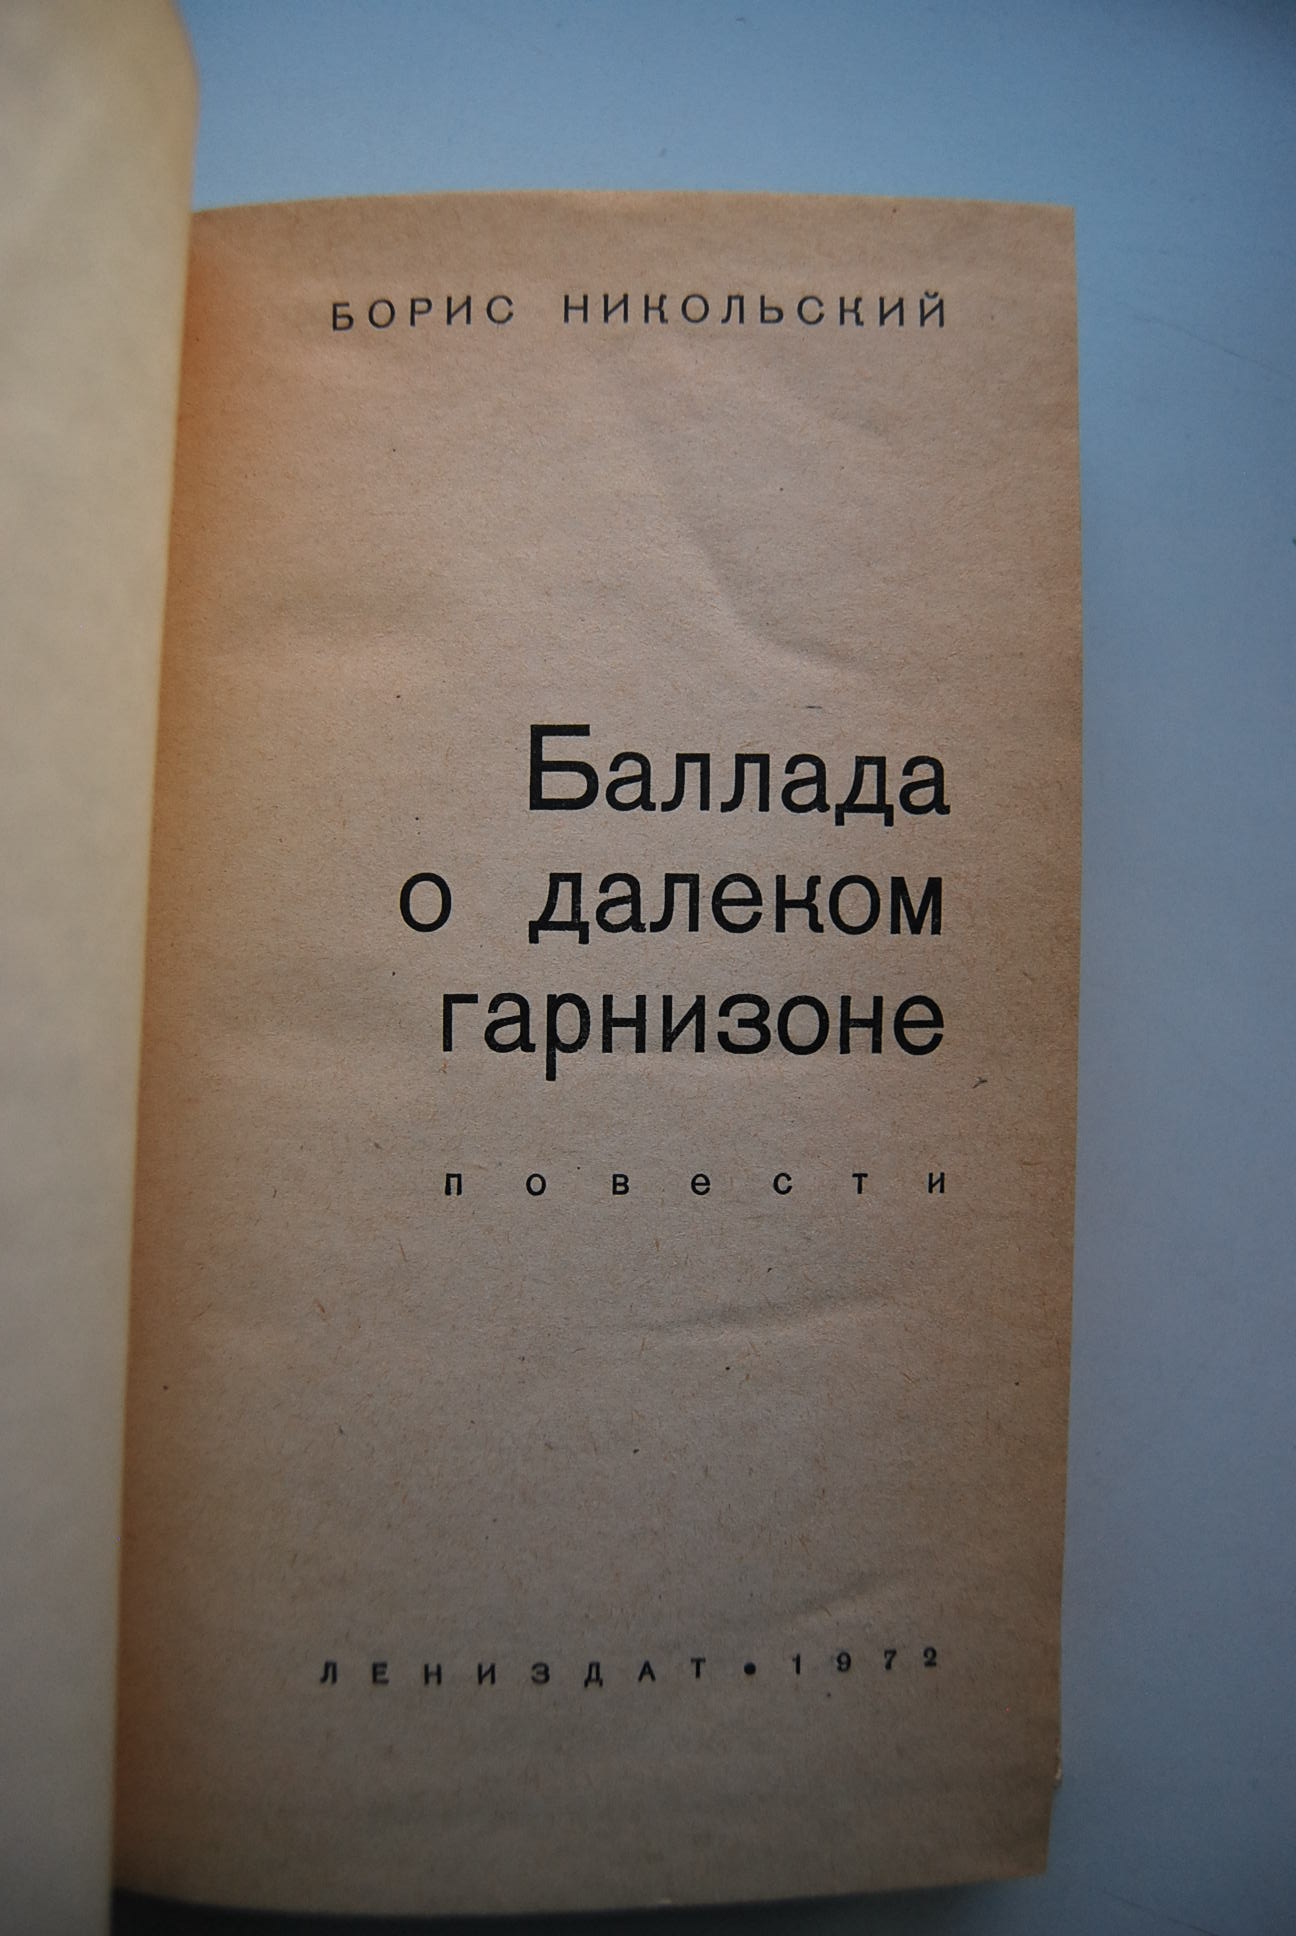 БОРИС НИКОЛЬСКИЙ
Баллада
о далеком
гарнизоне
повести
ЛЕНИЗДАТ • 1972